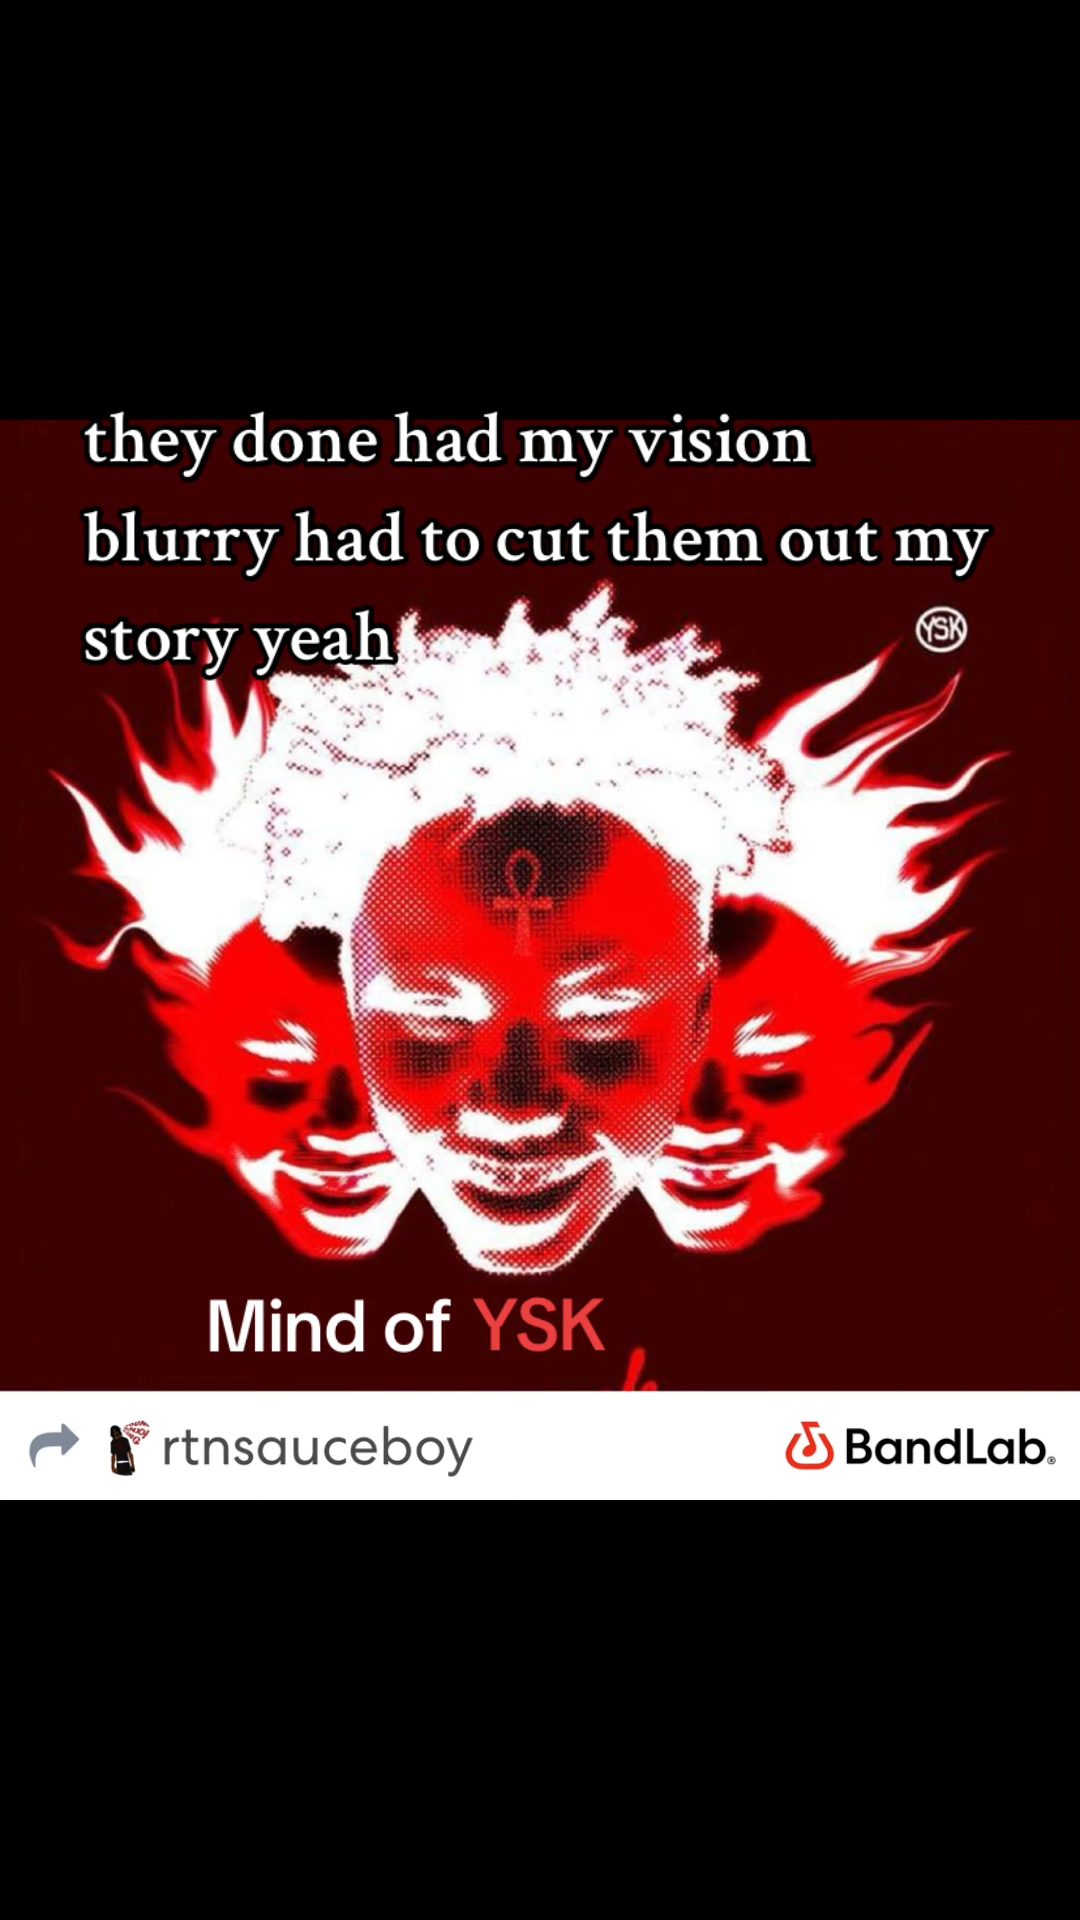 they done had my vision
blurry had to cut them out my
story yeah
YSK
Mind of YSK
rtnsauceboy
BandLab®